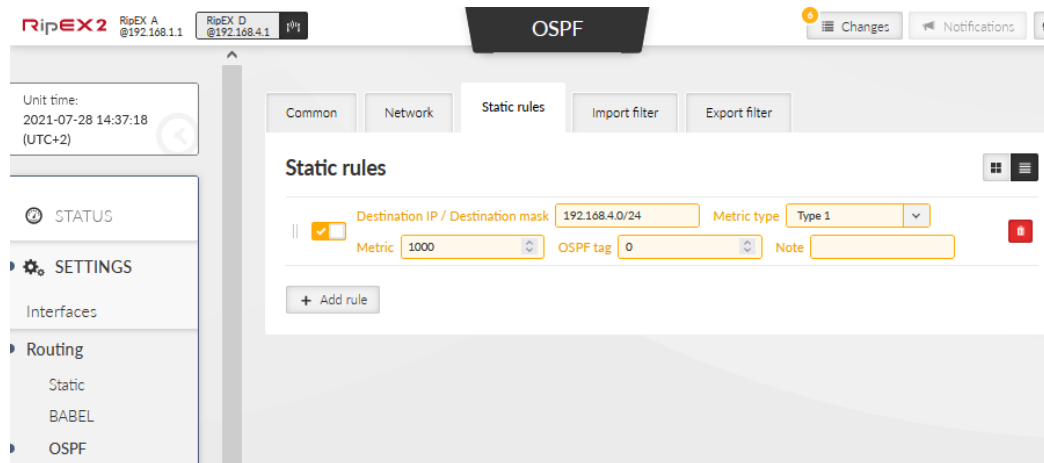 RipEX2 RipEX A @192.168.1.1 RipEX D @192.168.4.1
OSPF
6
Changes
Notifications
Unit time:
2021-07-28 14:37:18
(UTC+2)
STATUS
SETTINGS
Interfaces
Routing
Static
BABEL
OSPF
Common Network Static rules Import filter Export filter
Static rules
Destination IP / Destination mask 192.168.4.0/24 Metric type Type 1
Metric 1000 OSPF tag 0 Note
+ Add rule